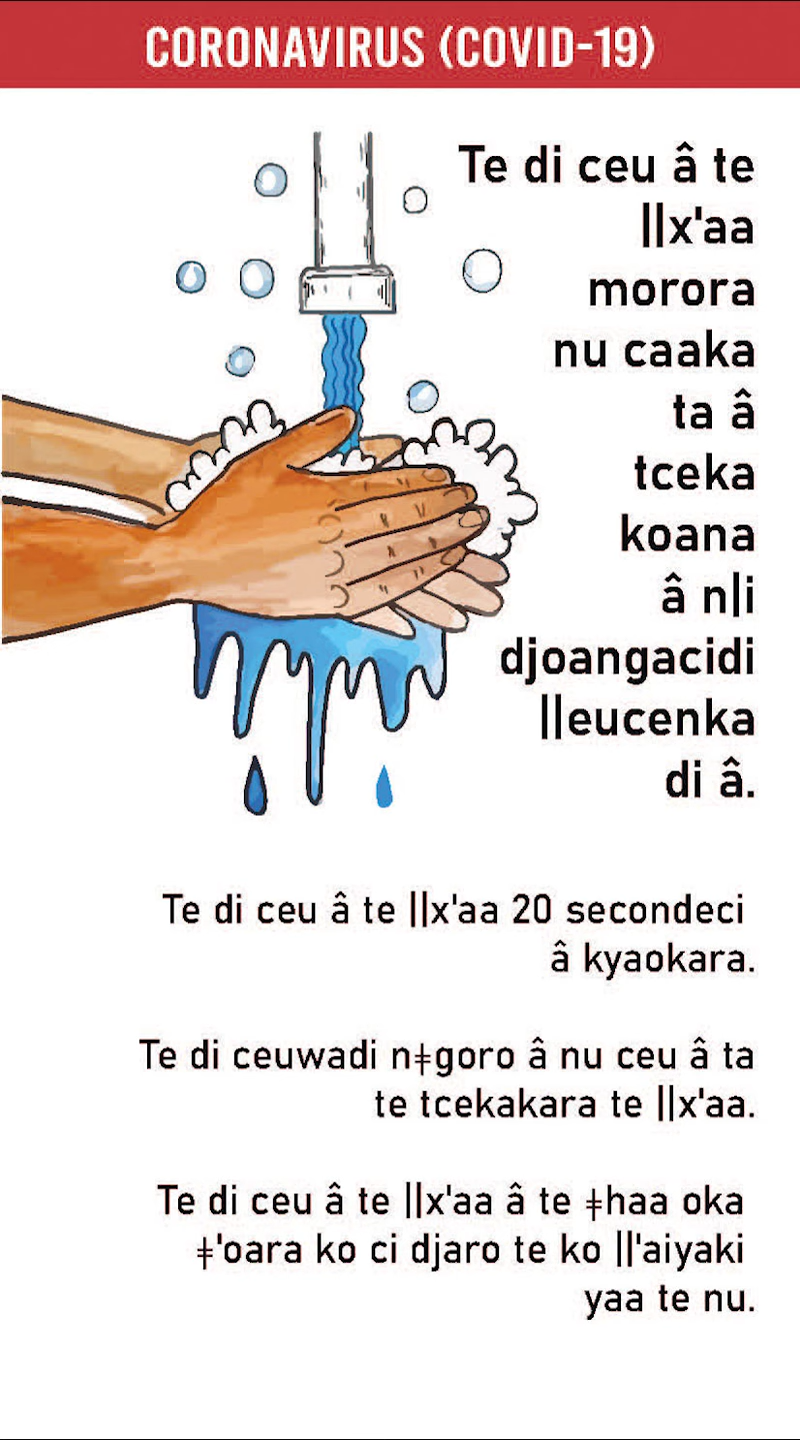 CORONAVIRUS (COVID-19)
Te di ceu â te
||x'aa
morora
nu caaka
ta â
tceka
koana
â n|i
djoangacidi
||eucenka
di â.
Te di ceu â te ||x'aa 20 secondeci
â kyaokara.
Te di ceuwadi nǂgoro â nu ceu â ta
te tcekakara te ||x'aa.
Te di ceu â te ||x'aa â te ǂhaa oka
ǂ'oara ko ci djaro te ko ||'aiyaki
yaa te nu.